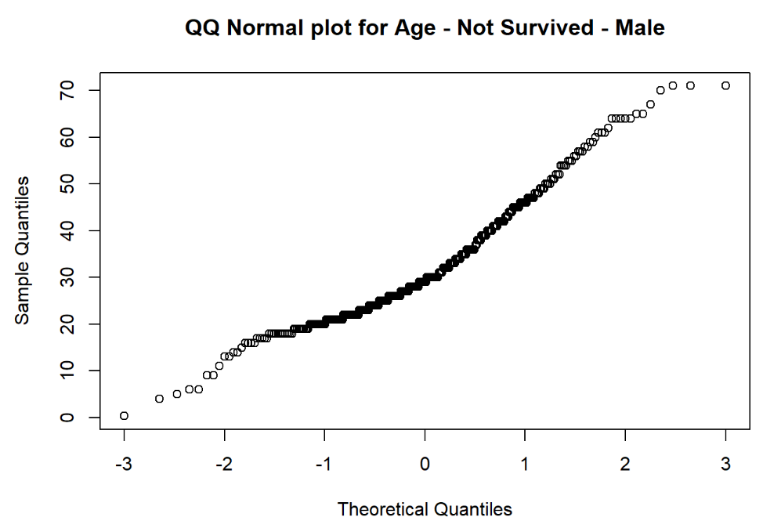 QQ Normal plot for Age - Not Survived - Male
Sample Quantiles
70
60
50
40
30
20
10
0
-3 -2 -1 0 1 2 3
Theoretical Quantiles